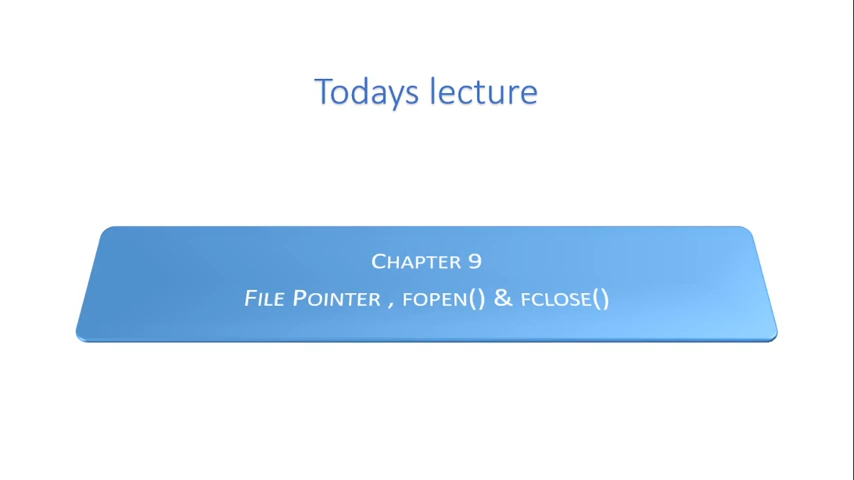 Todays lecture
CHAPTER 9
FILE POINTER , FOPEN() & FCLOSE()